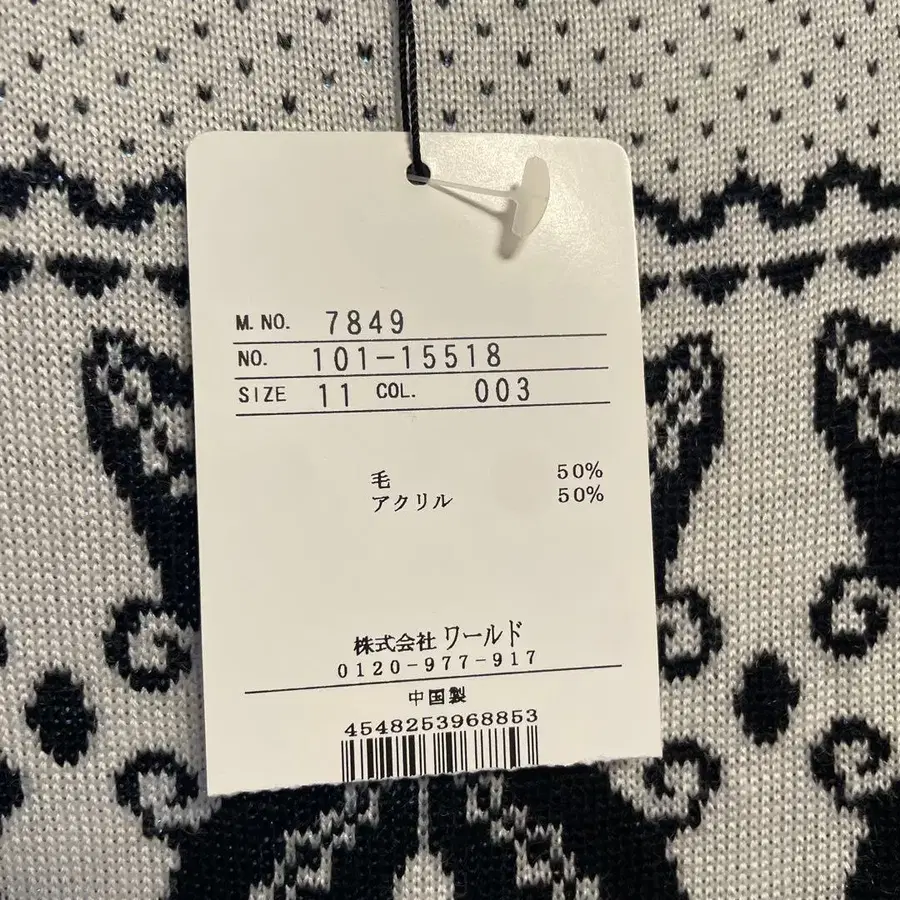 M. NO. 7849
NO. 101-15518
SIZE 11 COL. 003
毛 50%
アクリル 50%
株式会社 ワールド
0120-977-917
中国製
4548253968853